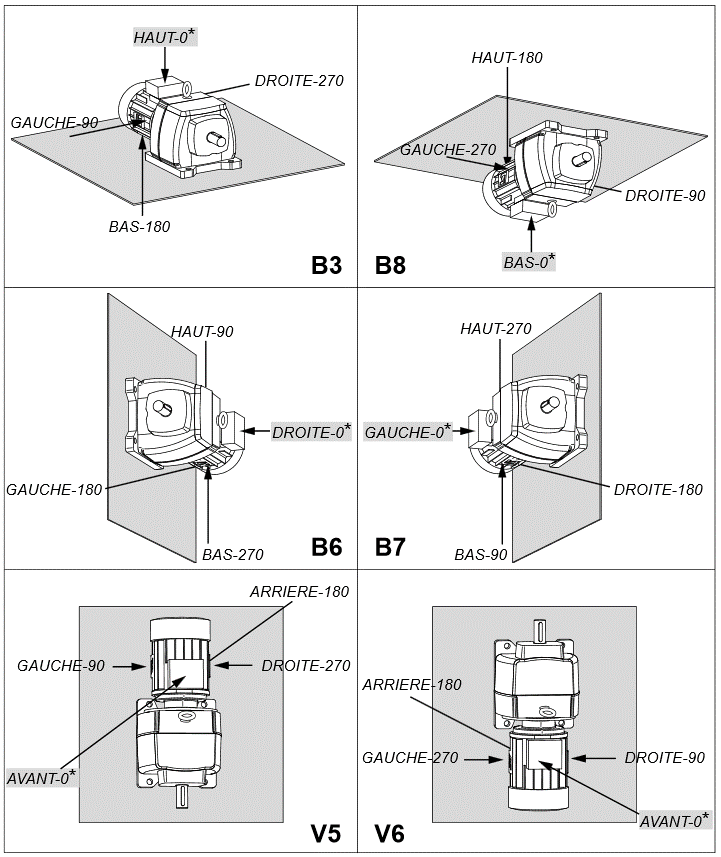 HAUT-0*
DROITE-270
GAUCHE-90
BAS-180
B3
HAUT-180
GAUCHE-270
DROITE-90
BAS-0*
B8
HAUT-90
DROITE-0*
GAUCHE-180
BAS-270
B6
HAUT-270
GAUCHE-0*
DROITE-180
BAS-90
B7
ARRIERE-180
GAUCHE-90
DROITE-270
AVANT-0*
V5
ARRIERE-180
GAUCHE-270
DROITE-90
AVANT-0*
V6